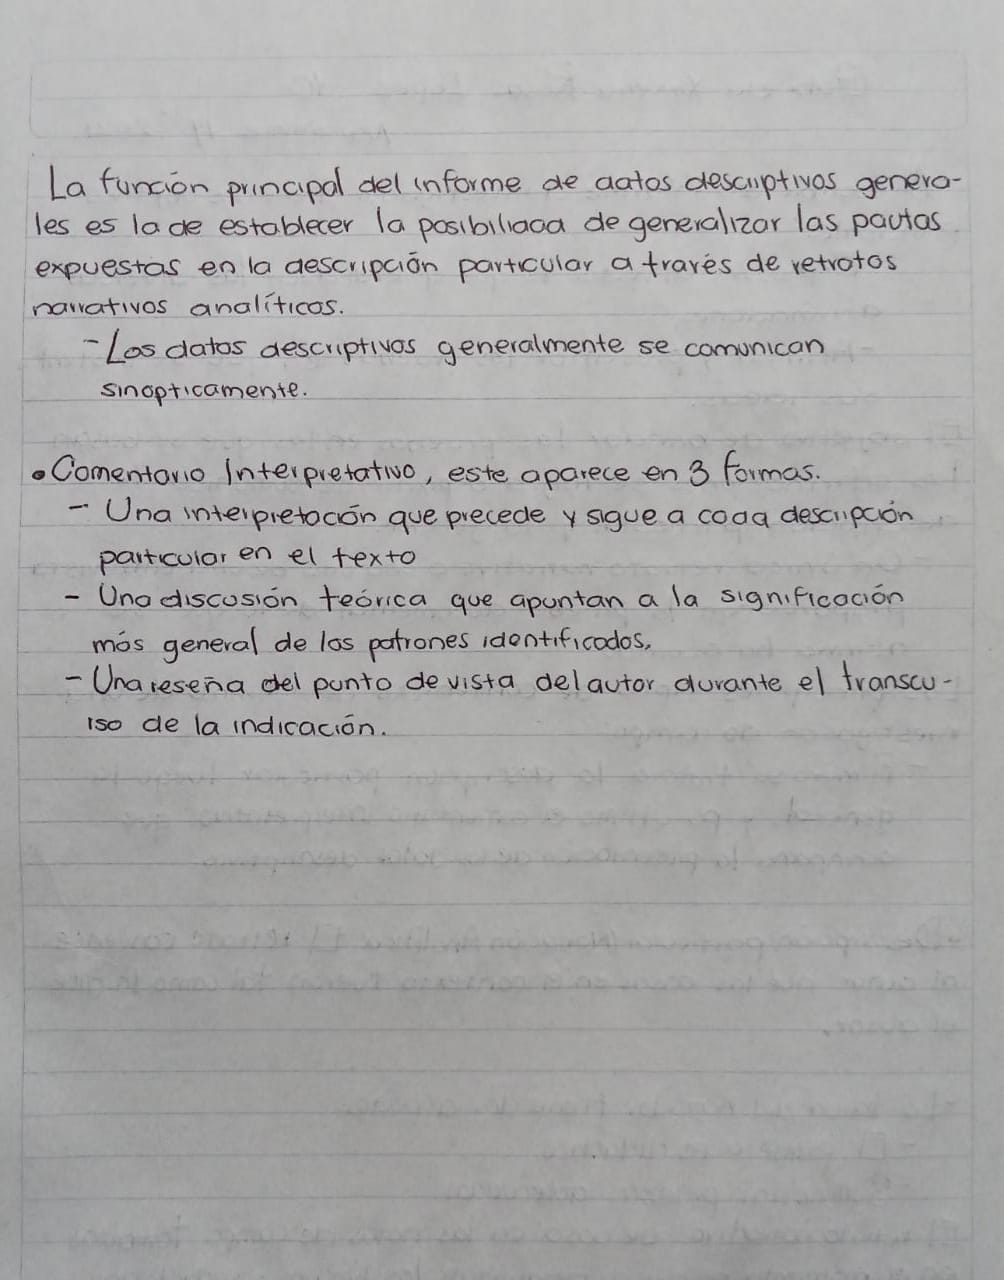 La función principal del informe de datos descriptivos genera-
les es la de establecer la posibilidad de generalizar las pautas
expuestas en la descripción particular a través de retratos
narrativos analíticos.
- Los datos descriptivos generalmente se comunican
sinopticamente.
• Comentario Interpretativo, este aparece en 3 formas.
- Una interpretación que precede y sigue a cada descripción
particular en el texto
- Una discusión teórica que apuntan a la significación
más general de los patrones identificados,
- Una reseña del punto de vista del autor durante el transcu-
rso de la indicación.